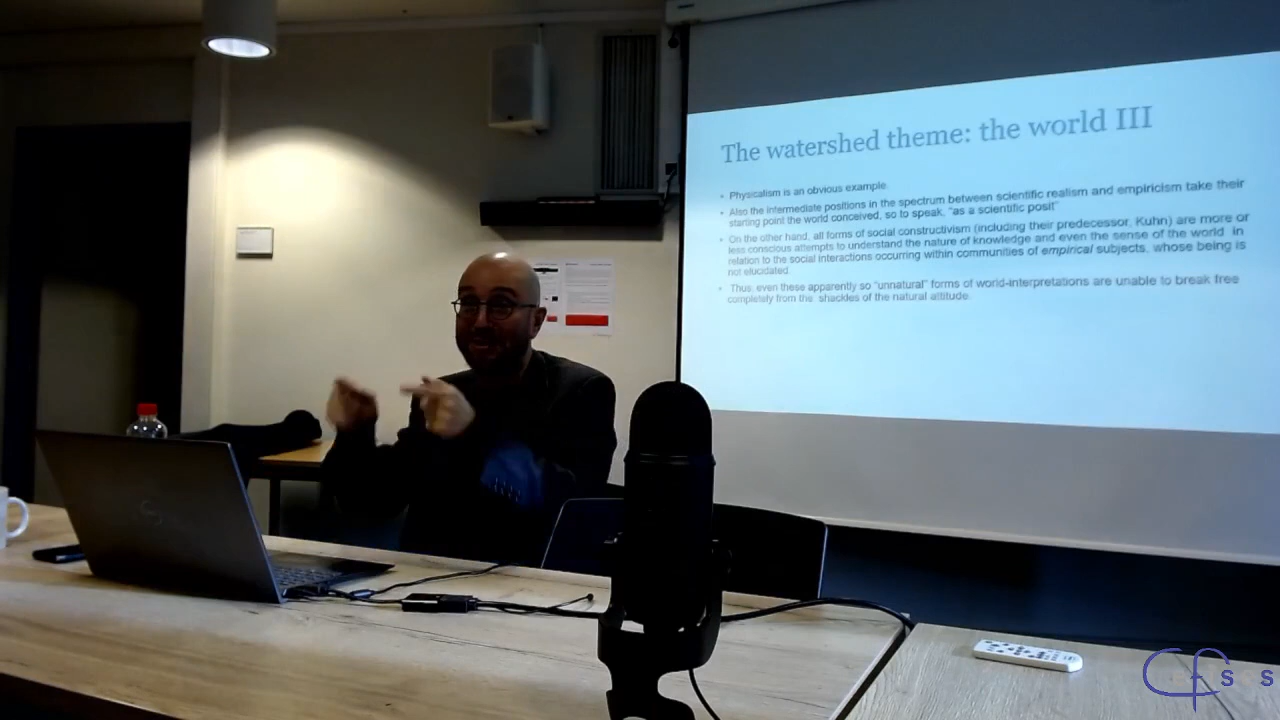 The watershed theme: the world III
Physicalism is an obvious example.
Also the intermediate positions in the spectrum between scientific realism and empiricism take their
starting point the world conceived, so to speak, "as a scientific posit"
On the other hand, all forms of social constructivism (including their predecessor, Kuhn) are more or
less conscious attempts to understand the nature of knowledge and even the sense of the world in
relation to the social interactions occurring within communities of empirical subjects, whose being is
not elucidated.
Thus, even these apparently so "unnatural" forms of world-interpretations are unable to break free
completely from the shackles of the natural attitude.